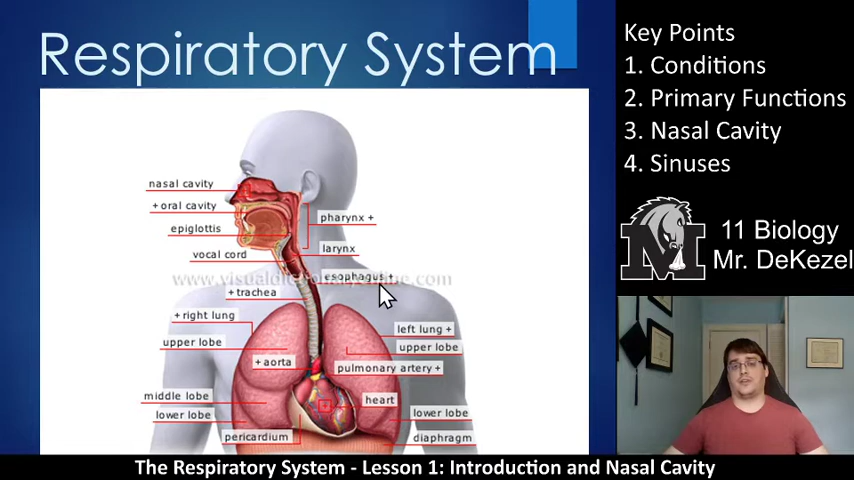 Respiratory System
nasal cavity
+ oral cavity
epiglottis
vocal cord
+ trachea
+ right lung
upper lobe
+ aorta
middle lobe
lower lobe
pericardium
pharynx +
larynx
esophagus +
left lung +
upper lobe
pulmonary artery +
heart
lower lobe
diaphragm
Key Points
1. Conditions
2. Primary Functions
3. Nasal Cavity
4. Sinuses
M
11 Biology
Mr. DeKezel
The Respiratory System - Lesson 1: Introduction and Nasal Cavity